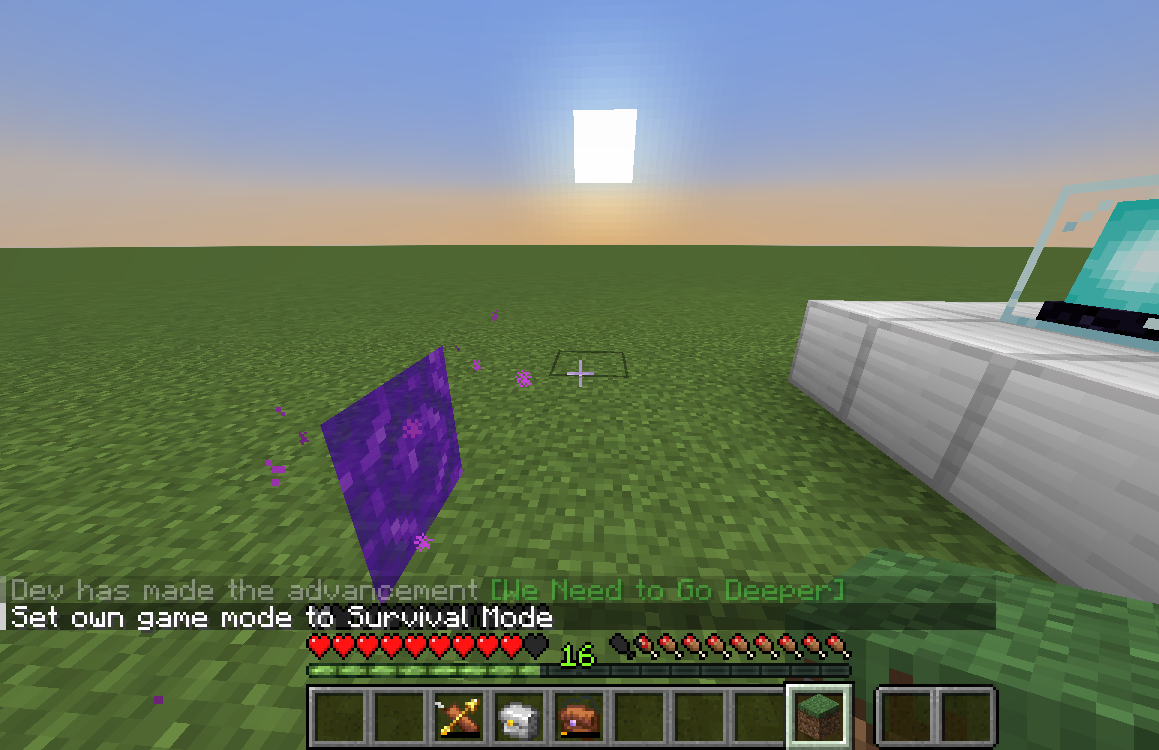 Dev has made the advancement [We Need to Go Deeper]
Set own game mode to Survival Mode
16